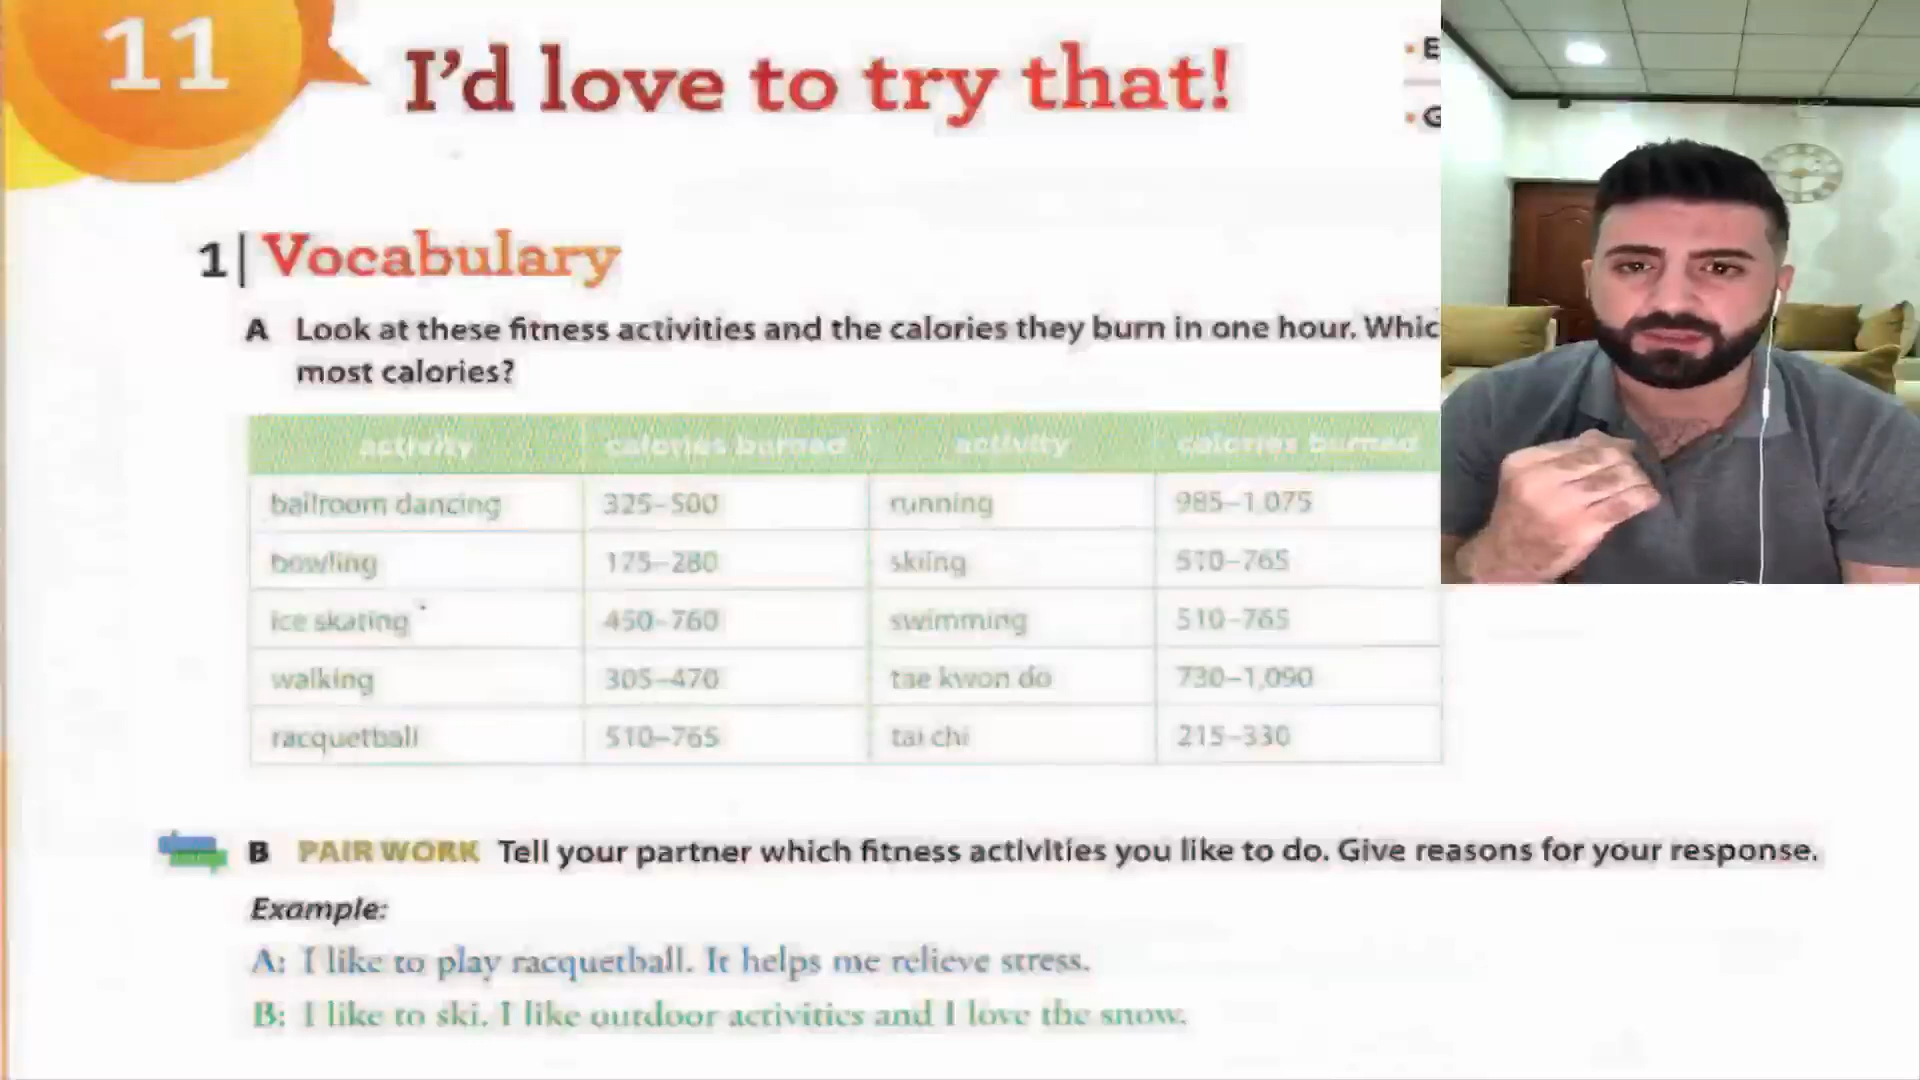 11
I'd love to try that!
• E
• G
1 | Vocabulary
A Look at these fitness activities and the calories they burn in one hour. Whic
most calories?
activity calories burned activity calories burned
ballroom dancing 325–500 running 985–1,075
bowling 175–280 skiing 510–765
ice skating 450–760 swimming 510–765
walking 305–470 tae kwon do 730–1,090
racquetball 510–765 tai chi 215–330
B PAIR WORK Tell your partner which fitness activities you like to do. Give reasons for your response.
Example:
A: I like to play racquetball. It helps me relieve stress.
B: I like to ski. I like outdoor activities and I love the snow.